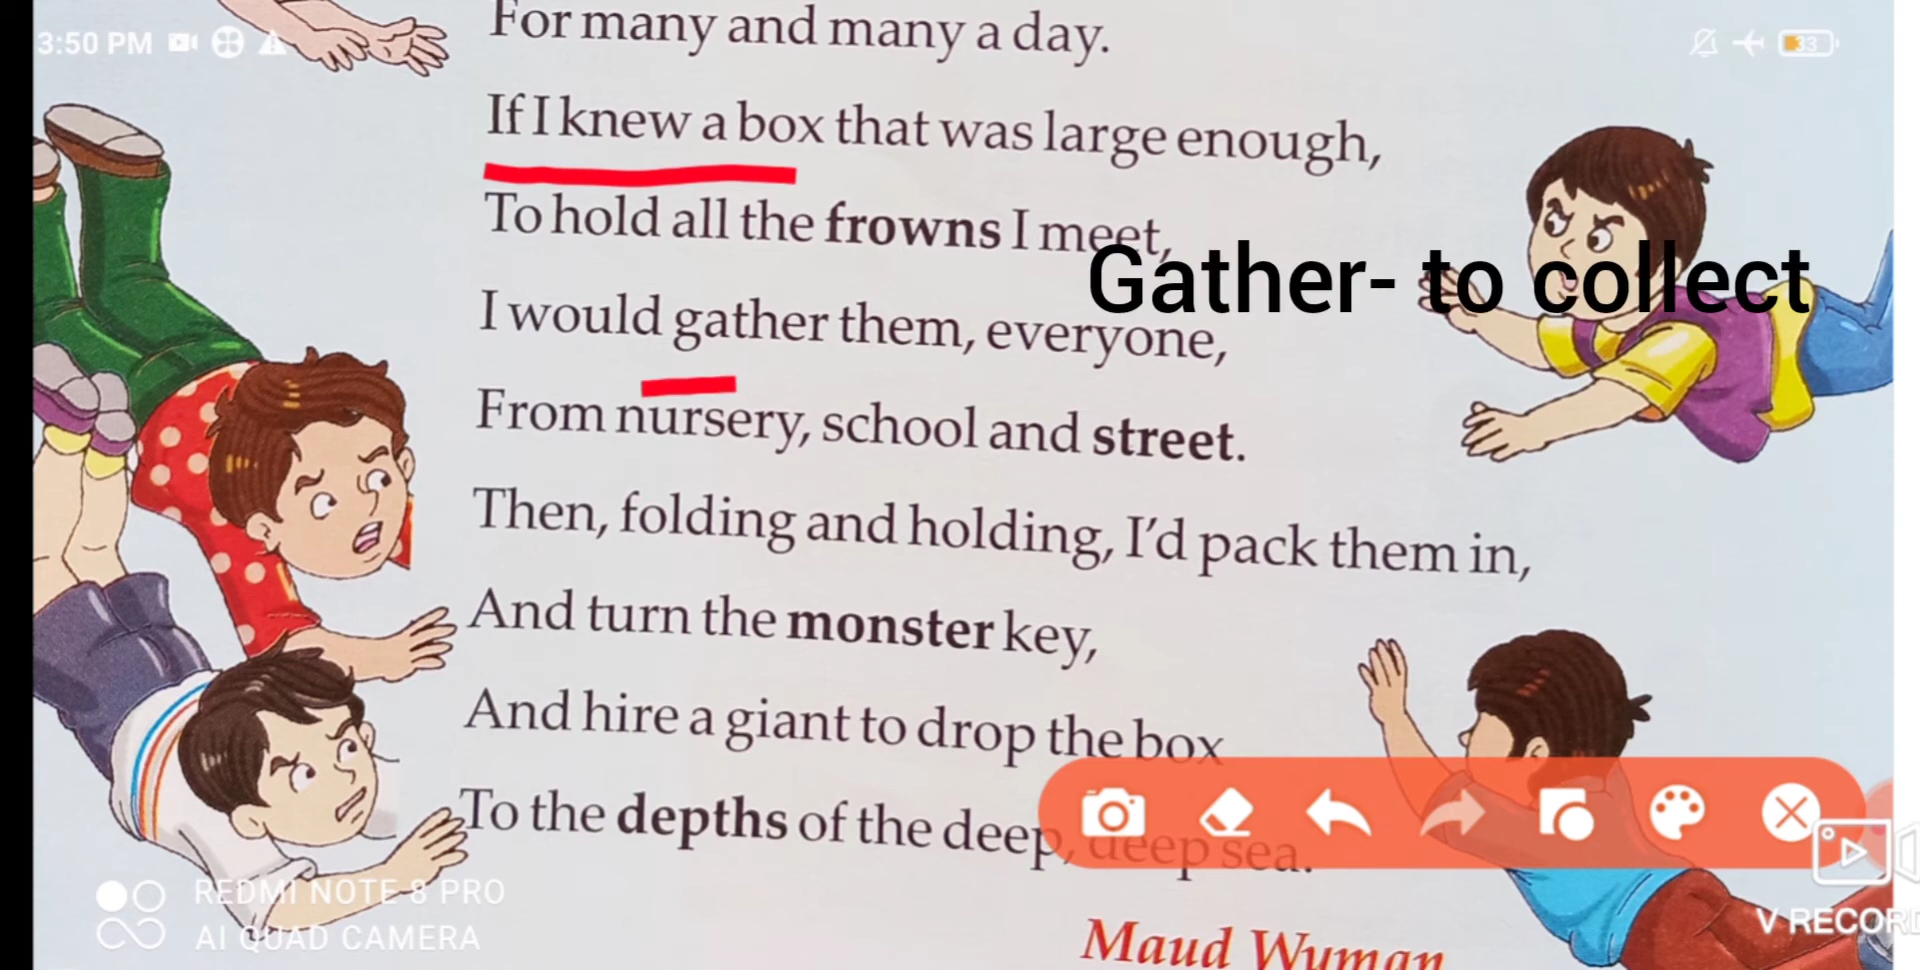 For many and many a day.
3:50 PM
33
If I knew a box that was large enough,
To hold all the frowns I meet,
Gather- to collect
I would gather them, everyone,
From nursery, school and street.
Then, folding and holding, I'd pack them in,
And turn the monster key,
And hire a giant to drop the box
To the depths of the deep, deep sea.
REDMI NOTE 8 PRO
AI QUAD CAMERA
V RECOR
Maud Wyman